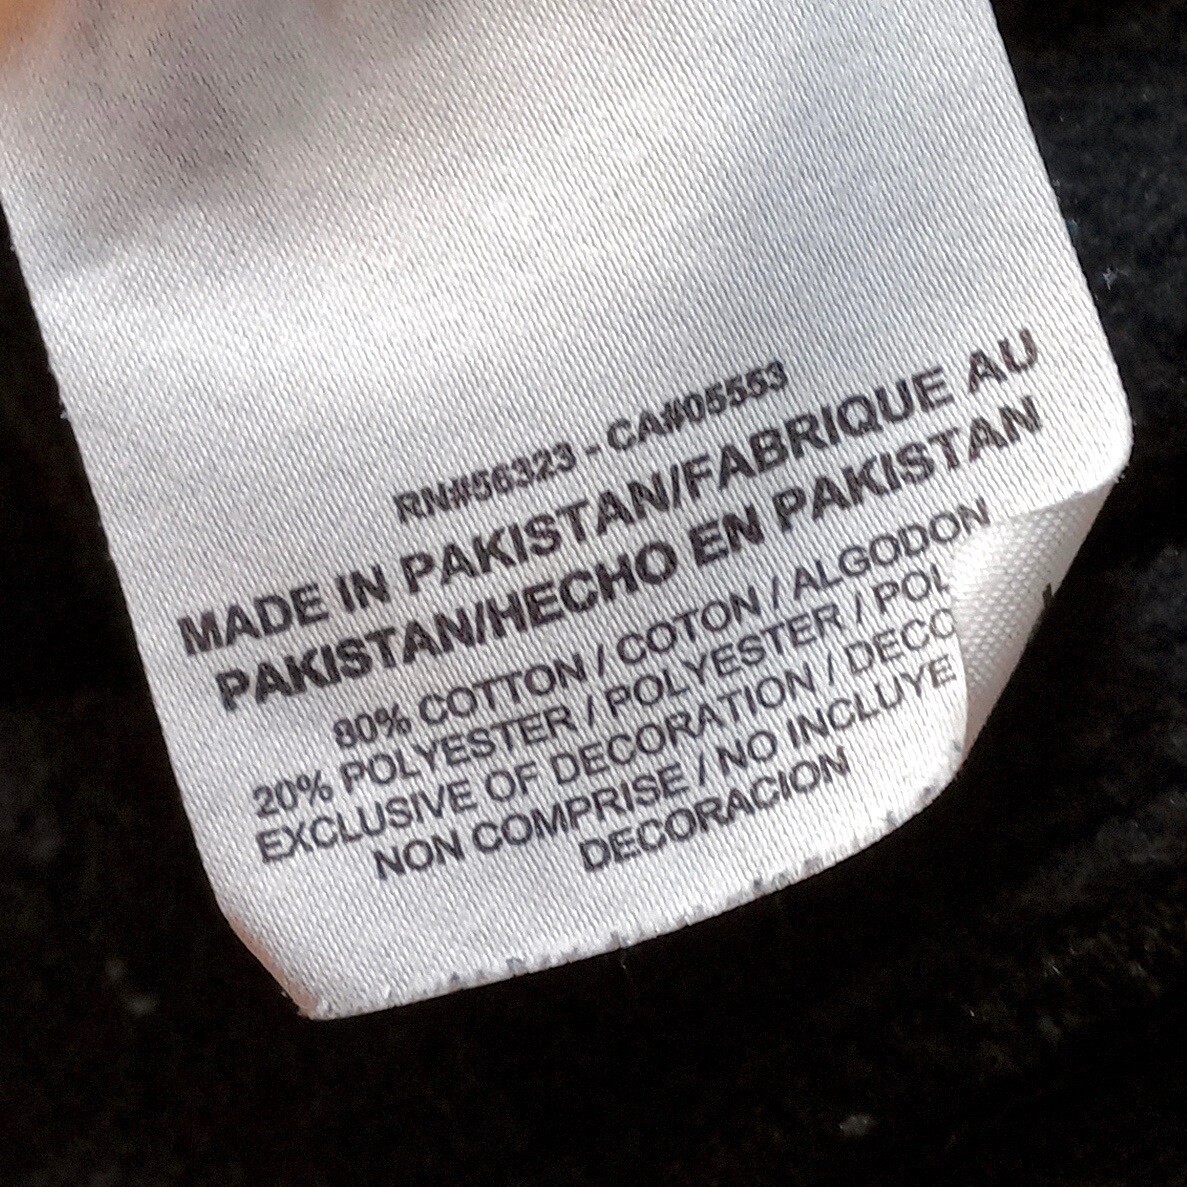 RN#56323 - CA#05553
MADE IN PAKISTAN/FABRIQUE AU
PAKISTAN/HECHO EN PAKISTAN
80% COTTON / COTON / ALGODON
20% POLYESTER / POLYESTER / POL
EXCLUSIVE OF DECORATION / DECO
NON COMPRISE / NO INCLUYE
DECORACION